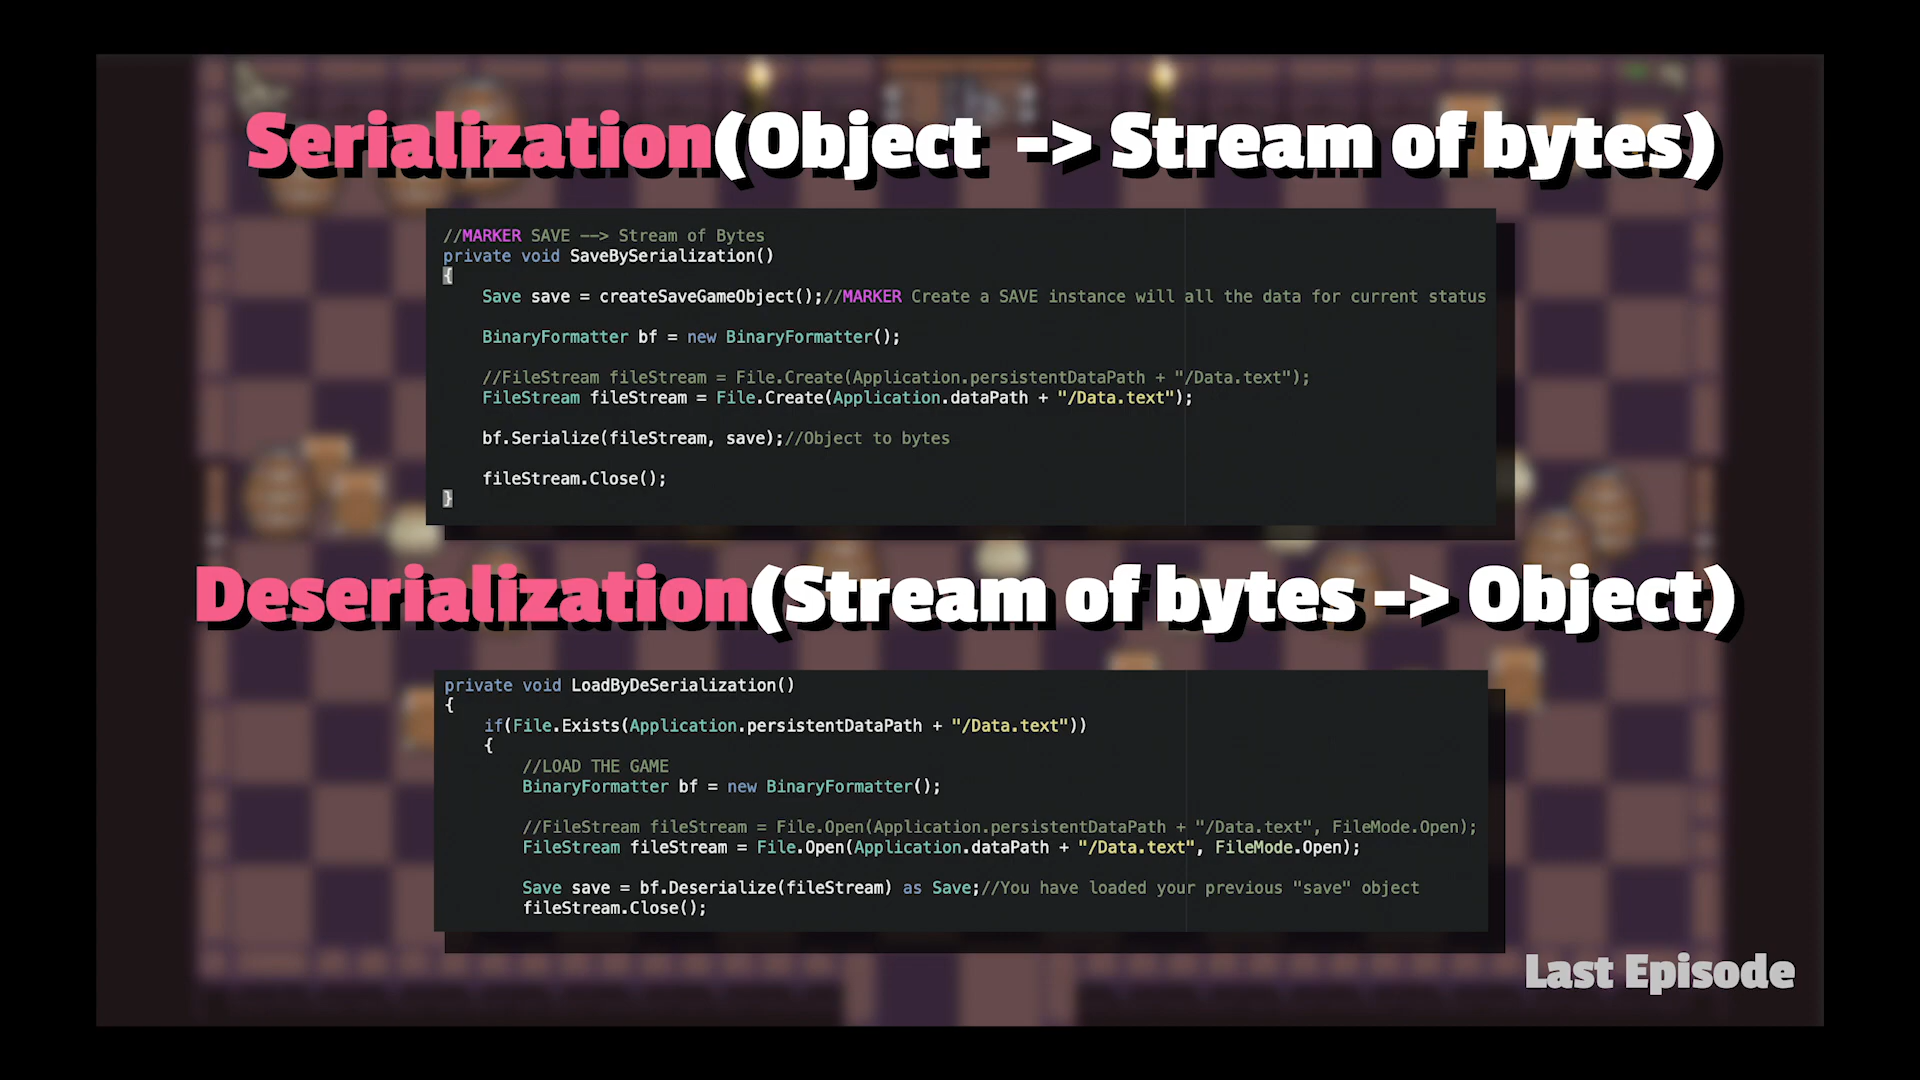 Serialization(Object -> Stream of bytes)
//MARKER SAVE --> Stream of Bytes
private void SaveBySerialization()
{
Save save = createSaveGameObject();//MARKER Create a SAVE instance will all the data for current status
BinaryFormatter bf = new BinaryFormatter();
//FileStream fileStream = File.Create(Application.persistentDataPath + "/Data.text");
FileStream fileStream = File.Create(Application.dataPath + "/Data.text");
bf.Serialize(fileStream, save);//Object to bytes
fileStream.Close();
}
Deserialization(Stream of bytes -> Object)
private void LoadByDeSerialization()
{
if(File.Exists(Application.persistentDataPath + "/Data.text"))
{
//LOAD THE GAME
BinaryFormatter bf = new BinaryFormatter();
//FileStream fileStream = File.Open(Application.persistentDataPath + "/Data.text", FileMode.Open);
FileStream fileStream = File.Open(Application.dataPath + "/Data.text", FileMode.Open);
Save save = bf.Deserialize(fileStream) as Save;//You have loaded your previous "save" object
fileStream.Close();
Last Episode